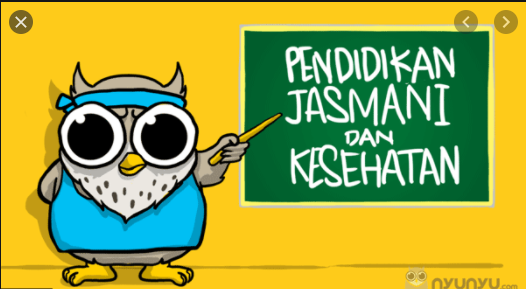 PENDIDIKAN
JASMANI
DAN
KESEHATAN
nyunyu.com